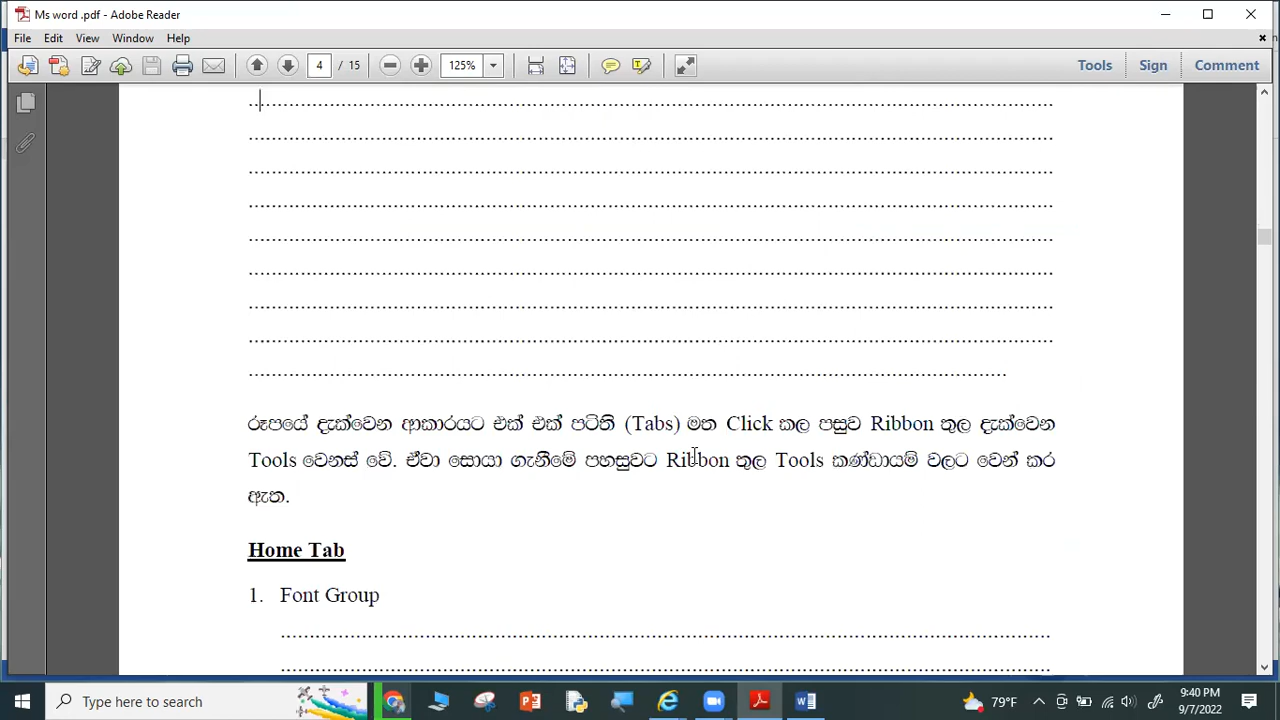 Ms word .pdf - Adobe Reader
File Edit View Window Help
4 / 15 125% Tools Sign Comment
................................................................................
................................................................................
................................................................................
................................................................................
................................................................................
................................................................................
................................................................................
................................................................................
................................................................................
රූපයේ දැක්වෙන ආකාරයට එක් එක් පටිති (Tabs) මත Click කල පසුව Ribbon තුල දැක්වෙන
Tools වෙනස් වේ. ඒවා සොයා ගැනීමේ පහසුවට Ribbon තුල Tools කණ්ඩායම් වලට වෙන් කර
ඇත.
Home Tab
1. Font Group
................................................................................
................................................................................
Type here to search
79°F
9:40 PM
9/7/2022